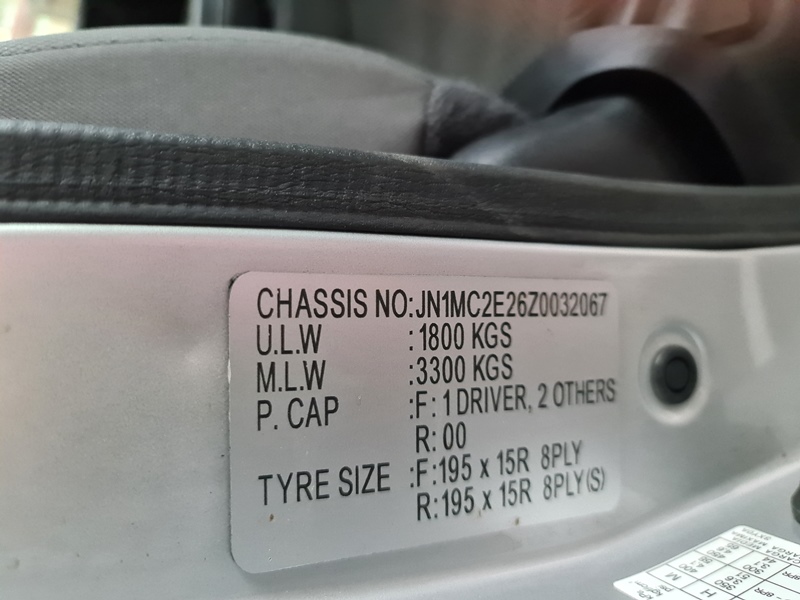 CHASSIS NO:JN1MC2E26Z0032067
U.L.W :1800 KGS
M.L.W :3300 KGS
P. CAP :F: 1 DRIVER, 2 OTHERS
R: 00
TYRE SIZE :F:195 x 15R 8PLY
R:195 x 15R 8PLY(S)